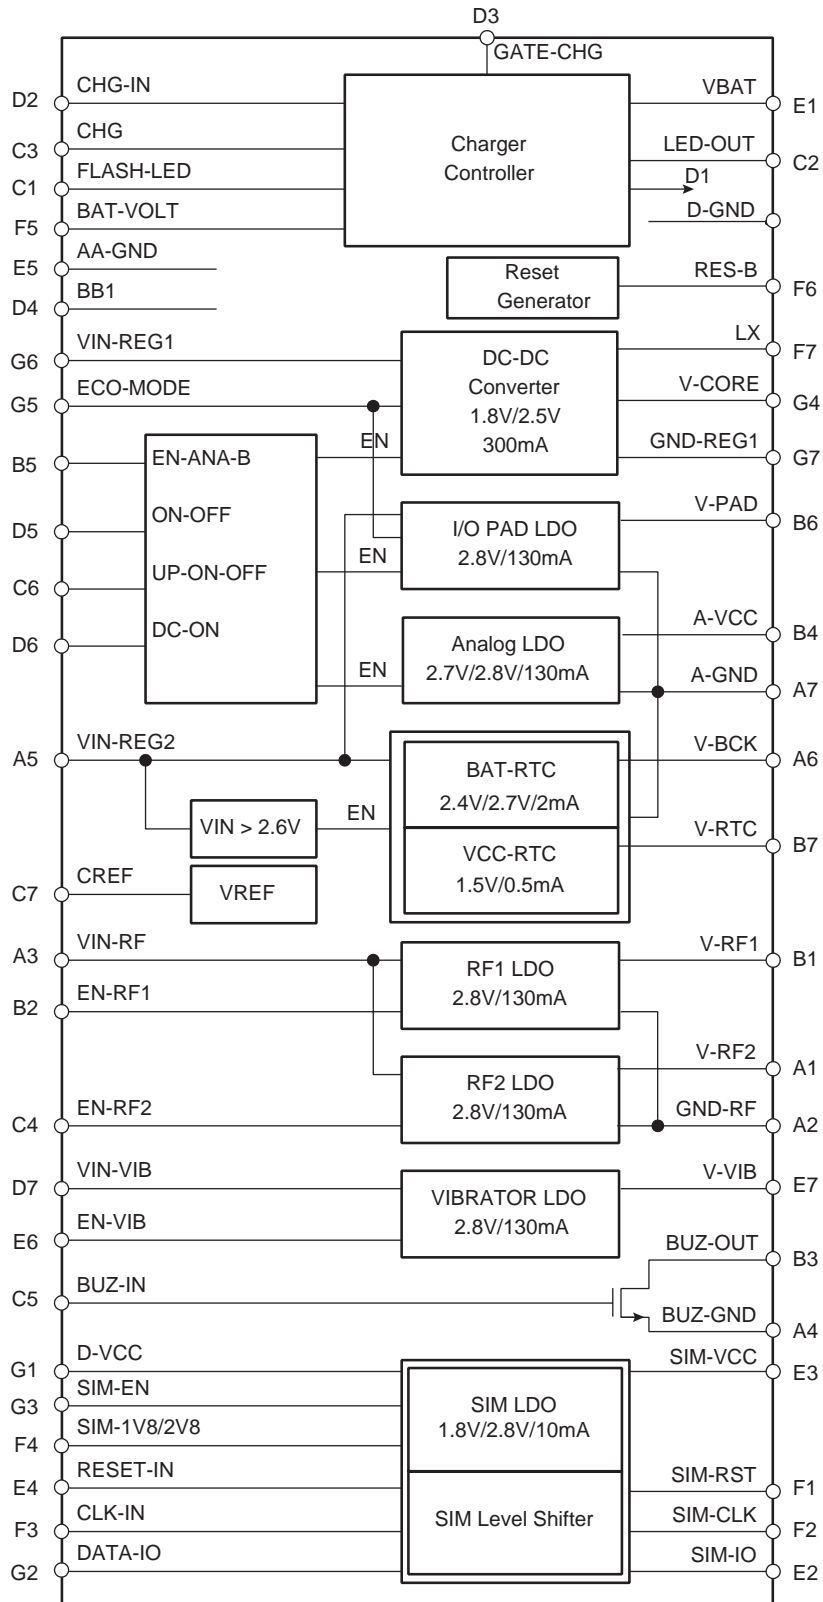 D3
GATE-CHG
D2 CHG-IN
C3 CHG
C1 FLASH-LED
F5 BAT-VOLT
E5 AA-GND
D4 BB1
Charger
Controller
VBAT E1
LED-OUT C2
D1
D-GND
Reset
Generator
RES-B F6
G6 VIN-REG1
G5 ECO-MODE
DC-DC
Converter
1.8V/2.5V
300mA
LX F7
V-CORE G4
GND-REG1 G7
EN
B5 EN-ANA-B
D5 ON-OFF
C6 UP-ON-OFF
D6 DC-ON
I/O PAD LDO
2.8V/130mA
EN
V-PAD B6
Analog LDO
2.7V/2.8V/130mA
EN
A-VCC B4
A-GND A7
A5 VIN-REG2
BAT-RTC
2.4V/2.7V/2mA
V-BCK A6
VIN > 2.6V
EN
VCC-RTC
1.5V/0.5mA
V-RTC B7
C7 CREF
VREF
A3 VIN-RF
B2 EN-RF1
RF1 LDO
2.8V/130mA
V-RF1 B1
RF2 LDO
2.8V/130mA
V-RF2 A1
C4 EN-RF2
GND-RF A2
D7 VIN-VIB
E6 EN-VIB
VIBRATOR LDO
2.8V/130mA
V-VIB E7
C5 BUZ-IN
BUZ-OUT B3
BUZ-GND A4
G1 D-VCC
G3 SIM-EN
F4 SIM-1V8/2V8
SIM LDO
1.8V/2.8V/10mA
SIM-VCC E3
E4 RESET-IN
F3 CLK-IN
G2 DATA-IO
SIM Level Shifter
SIM-RST F1
SIM-CLK F2
SIM-IO E2